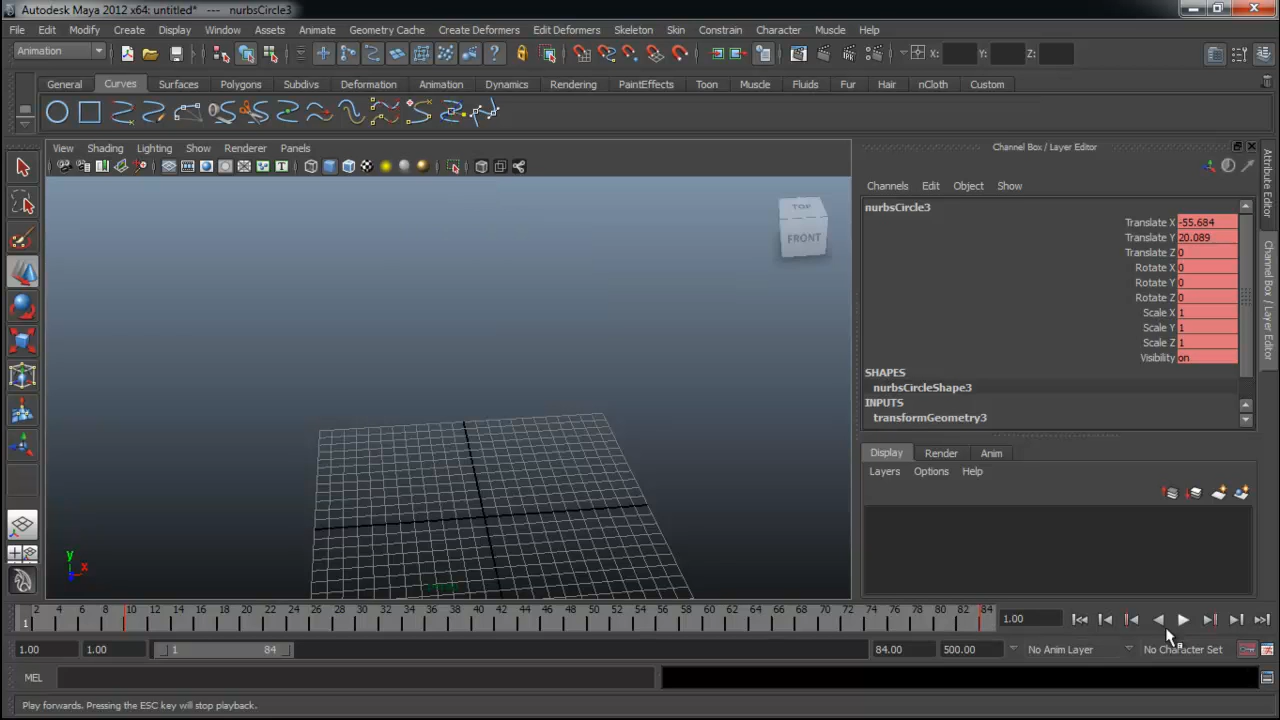 Autodesk Maya 2012 x64: untitled* --- nurbsCircle3
File Edit Modify Create Display Window Assets Animate Geometry Cache Create Deformers Edit Deformers Skeleton Skin Constrain Character Muscle Help
Animation X: Y: Z:
General Curves Surfaces Polygons Subdivs Deformation Animation Dynamics Rendering PaintEffects Toon Muscle Fluids Fur Hair nCloth Custom
View Shading Lighting Show Renderer Panels
Channel Box / Layer Editor
Channels Edit Object Show
nurbsCircle3
Translate X -55.684
Translate Y 20.089
Translate Z 0
Rotate X 0
Rotate Y 0
Rotate Z 0
Scale X 1
Scale Y 1
Scale Z 1
Visibility on
SHAPES
nurbsCircleShape3
INPUTS
transformGeometry3
Display Render Anim
Layers Options Help
Attribute Editor
Channel Box / Layer Editor
TOP
FRONT
y
x
2 4 6 8 10 12 14 16 18 20 22 24 26 28 30 32 34 36 38 40 42 44 46 48 50 52 54 56 58 60 62 64 66 68 70 72 74 76 78 80 82 84
1
1.00
1.00 1.00 1 84 84.00 500.00 No Anim Layer No Character Set
MEL
Play forwards. Pressing the ESC key will stop playback.